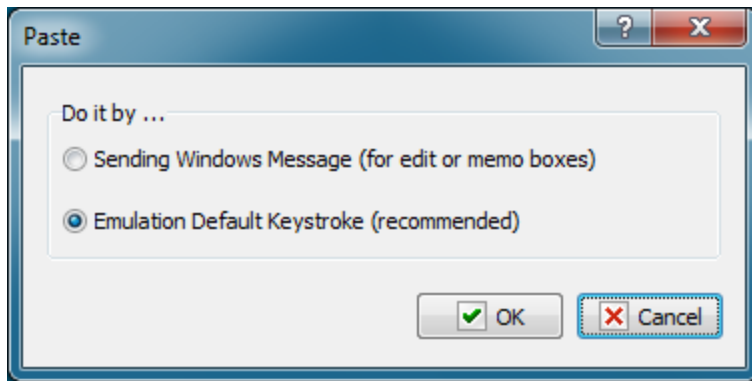 Paste
?
Do it by ...
Sending Windows Message (for edit or memo boxes)
Emulation Default Keystroke (recommended)
OK
Cancel